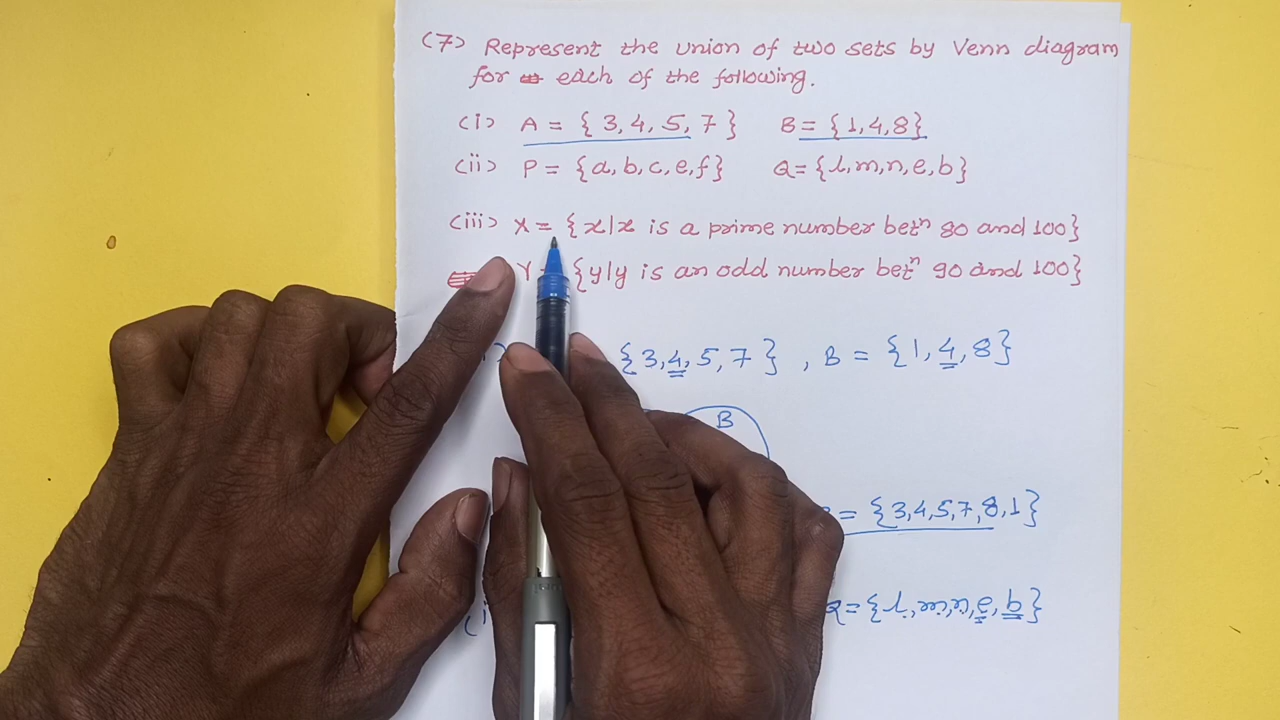 (7) Represent the union of two sets by Venn diagram
for each of the following.
(i) A = {3, 4, 5, 7} B = {1,4,8}
(ii) P = {a, b, c, e, f} Q = {l, m, n, e, b}
(iii) X = {x|x is a prime number betn 80 and 100}
Y = {y|y is an odd number betn 90 and 100}
{3, 4, 5, 7} , B = {1, 4, 8}
B
= {3,4,5,7,8,1}
Q = {l, m, n, e, b}